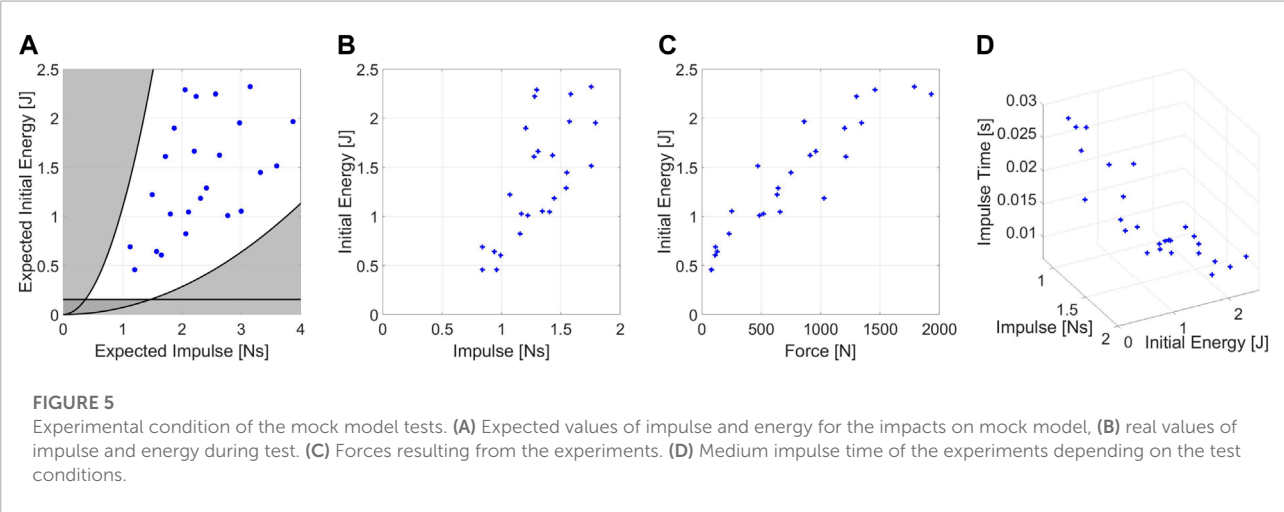 A
B
C
D
2.5
2
1.5
1
0.5
0
0
1
2
3
4
Expected Initial Energy [J]
Expected Impulse [Ns]
2.5
2
1.5
1
0.5
0
0
0.5
1
1.5
2
Initial Energy [J]
Impulse [Ns]
2.5
2
1.5
1
0.5
0
0
500
1000
1500
2000
Initial Energy [J]
Force [N]
0.03
0.025
0.02
0.015
0.01
Impulse Time [s]
1
1.5
2
Impulse [Ns]
0
1
2
Initial Energy [J]
FIGURE 5
Experimental condition of the mock model tests. (A) Expected values of impulse and energy for the impacts on mock model, (B) real values of
impulse and energy during test. (C) Forces resulting from the experiments. (D) Medium impulse time of the experiments depending on the test
conditions.